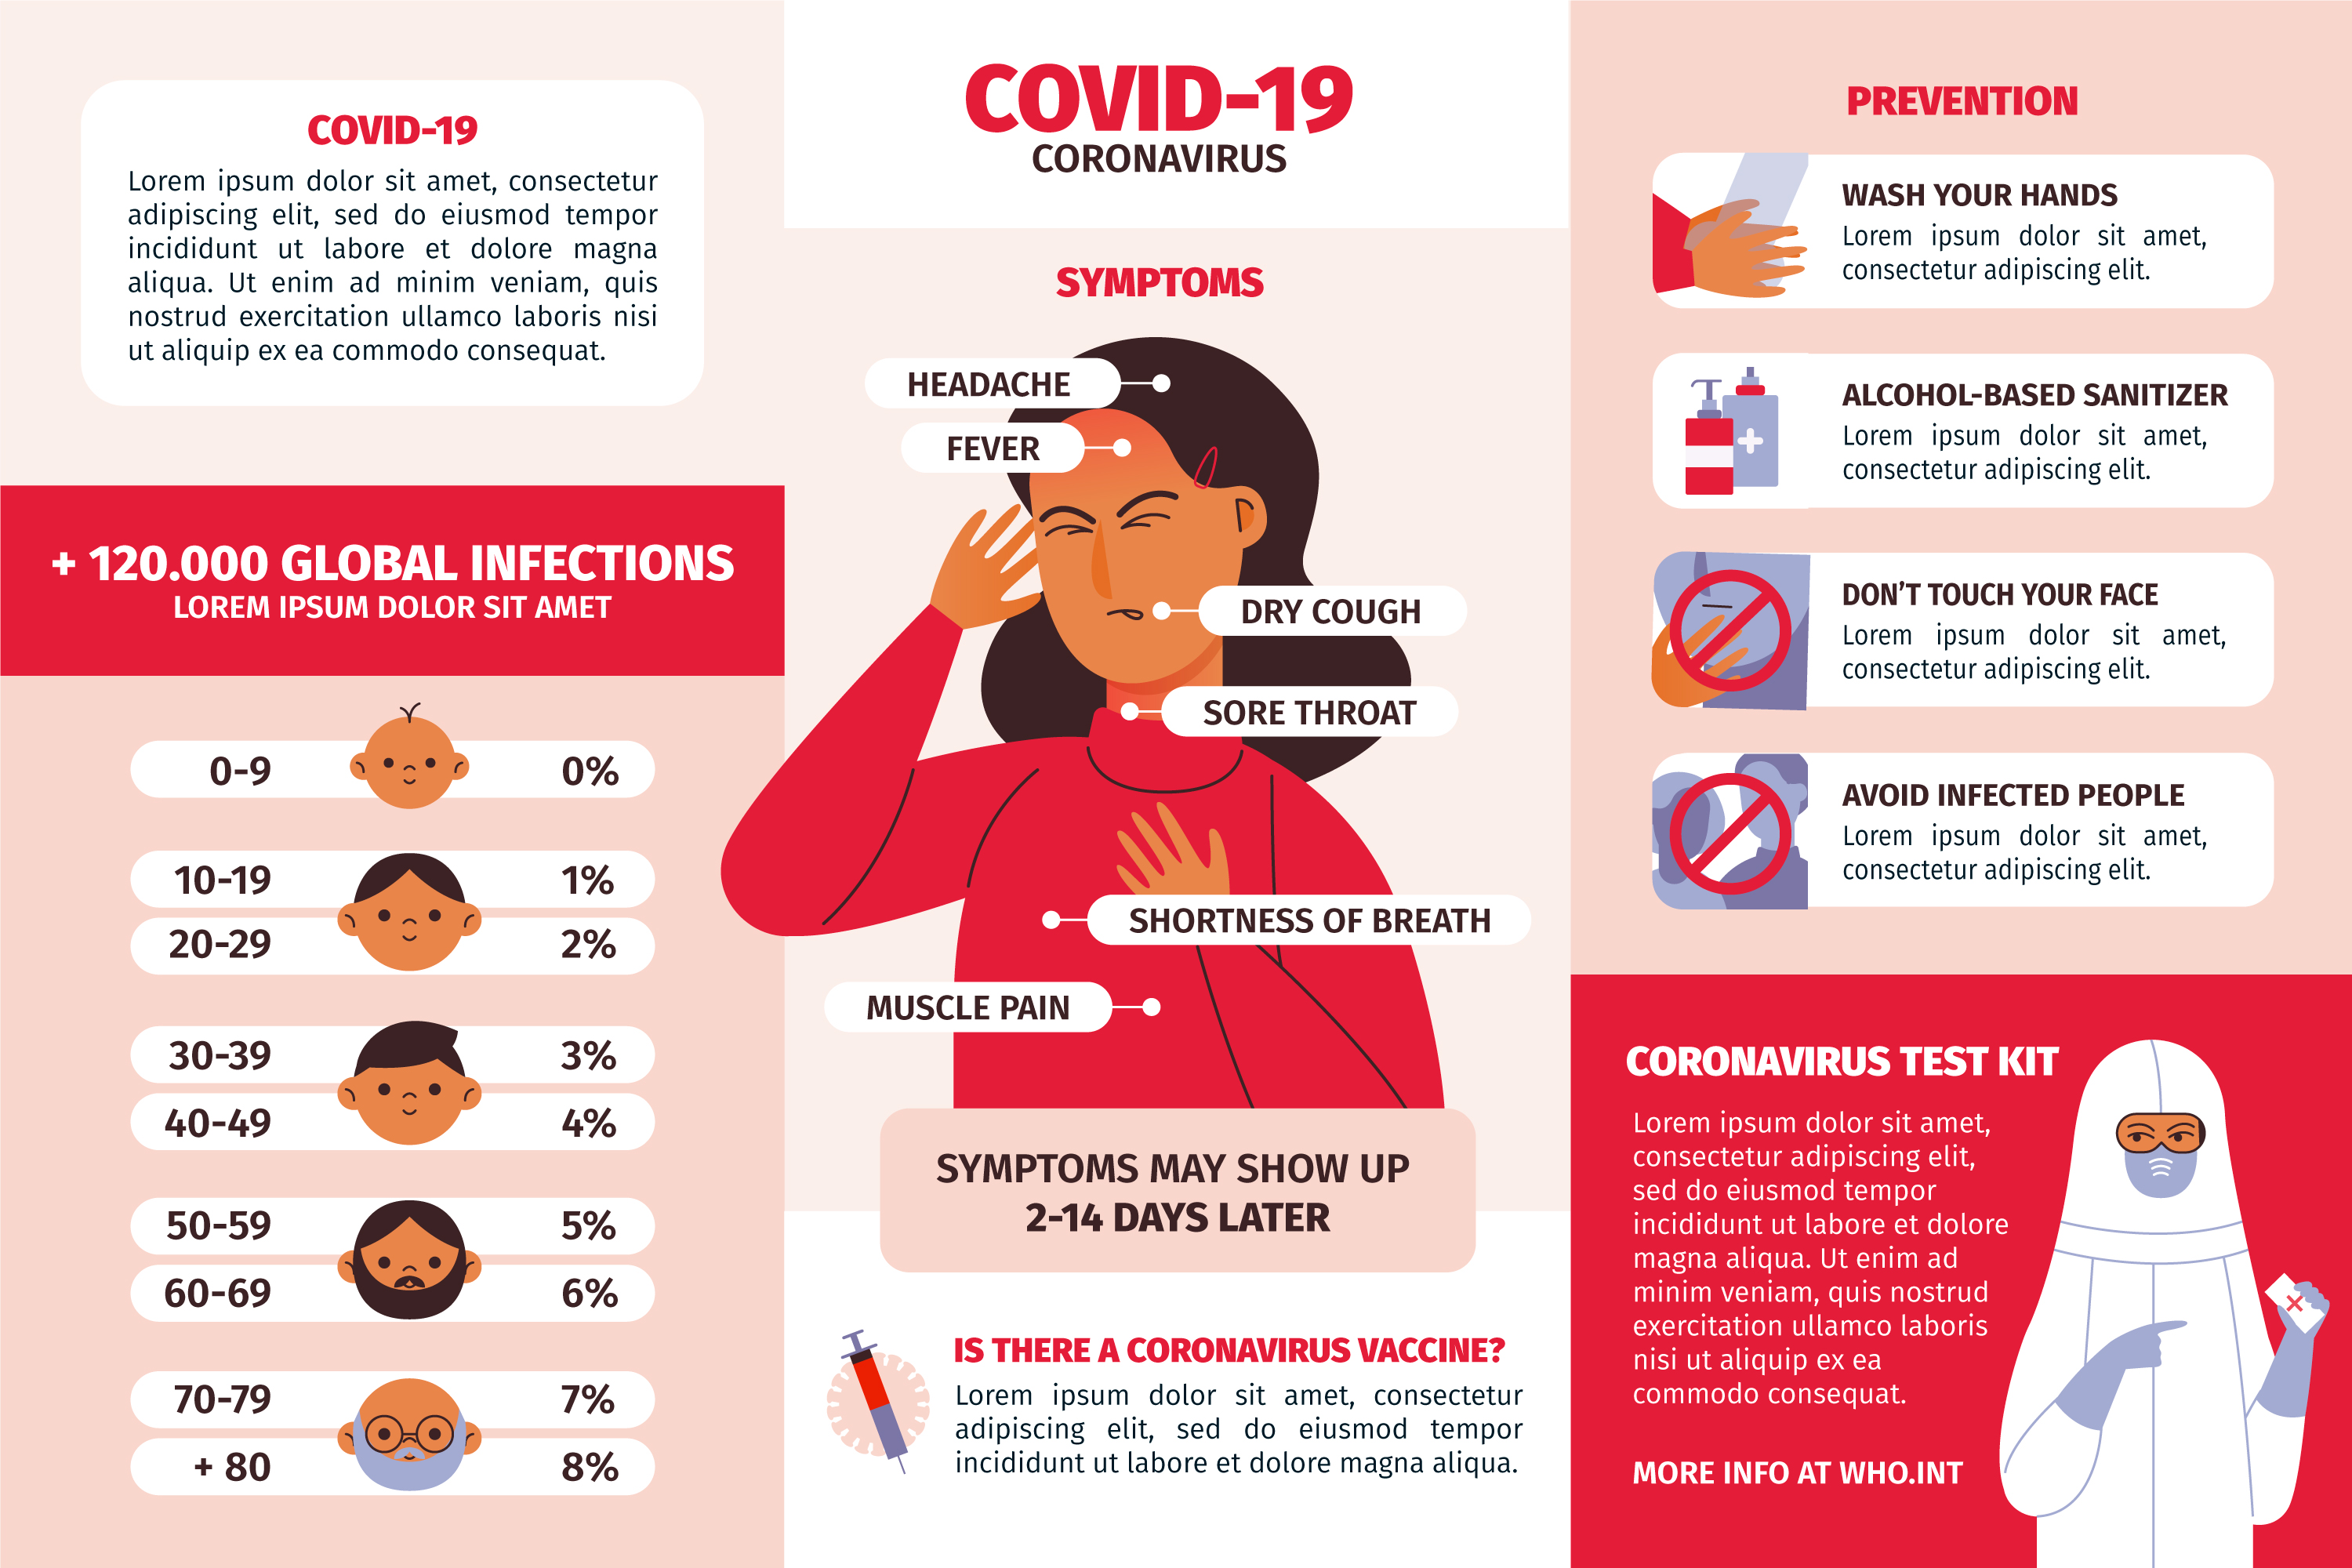 COVID-19
Lorem ipsum dolor sit amet, consectetur
adipiscing elit, sed do eiusmod tempor
incididunt ut labore et dolore magna
aliqua. Ut enim ad minim veniam, quis
nostrud exercitation ullamco laboris nisi
ut aliquip ex ea commodo consequat.
+ 120.000 GLOBAL INFECTIONS
LOREM IPSUM DOLOR SIT AMET
0-9 0%
10-19 1%
20-29 2%
30-39 3%
40-49 4%
50-59 5%
60-69 6%
70-79 7%
+ 80 8%
COVID-19
CORONAVIRUS
SYMPTOMS
HEADACHE
FEVER
DRY COUGH
SORE THROAT
SHORTNESS OF BREATH
MUSCLE PAIN
SYMPTOMS MAY SHOW UP
2-14 DAYS LATER
IS THERE A CORONAVIRUS VACCINE?
Lorem ipsum dolor sit amet, consectetur
adipiscing elit, sed do eiusmod tempor
incididunt ut labore et dolore magna aliqua.
PREVENTION
WASH YOUR HANDS
Lorem ipsum dolor sit amet,
consectetur adipiscing elit.
ALCOHOL-BASED SANITIZER
Lorem ipsum dolor sit amet,
consectetur adipiscing elit.
DON'T TOUCH YOUR FACE
Lorem ipsum dolor sit amet,
consectetur adipiscing elit.
AVOID INFECTED PEOPLE
Lorem ipsum dolor sit amet,
consectetur adipiscing elit.
CORONAVIRUS TEST KIT
Lorem ipsum dolor sit amet,
consectetur adipiscing elit,
sed do eiusmod tempor
incididunt ut labore et dolore
magna aliqua. Ut enim ad
minim veniam, quis nostrud
exercitation ullamco laboris
nisi ut aliquip ex ea
commodo consequat.
MORE INFO AT WHO.INT